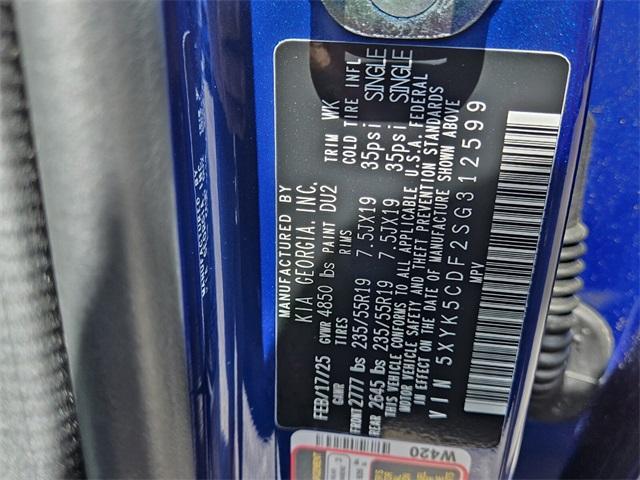 MANUFACTURED BY
KIA GEORGIA, INC.
FEB/17/25 GVWR 4850 lbs PAINT DU2 TRIM WK
GWWR TIRES RIMS COLD TIRE INFL
FRONT 2777 lbs 235/55R19 7.5JX19 35psi SINGLE
REAR 2645 lbs 235/55R19 7.5JX19 35psi SINGLE
THIS VEHICLE CONFORMS TO ALL APPLICABLE U.S.A. FEDERAL
MOTOR VEHICLE SAFETY AND THEFT PREVENTION STANDARDS
IN EFFECT ON THE DATE OF MANUFACTURE SHOWN ABOVE
VIN 5XYK5CDF2SG312599
MPV
W420